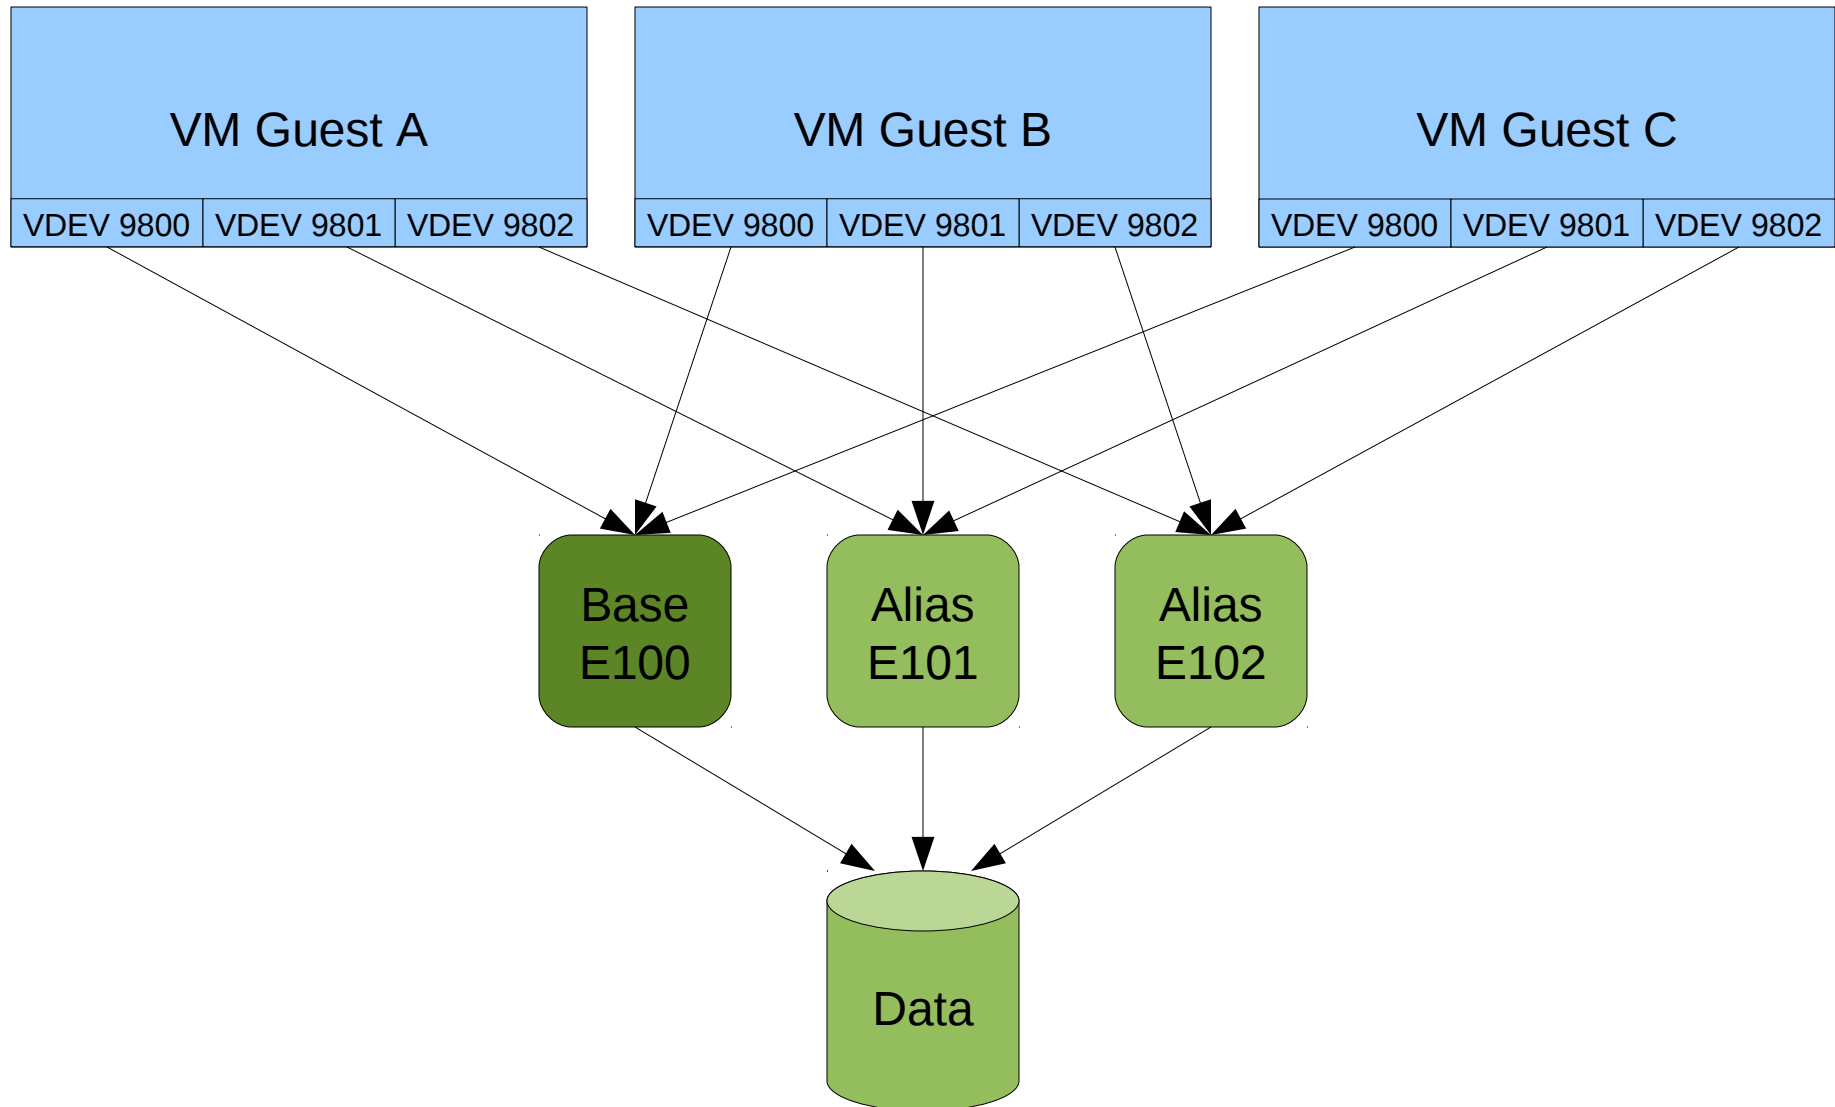 VM Guest A
VM Guest B
VM Guest C
VDEV 9800
VDEV 9801
VDEV 9802
VDEV 9800
VDEV 9801
VDEV 9802
VDEV 9800
VDEV 9801
VDEV 9802
Base
E100
Alias
E101
Alias
E102
Data